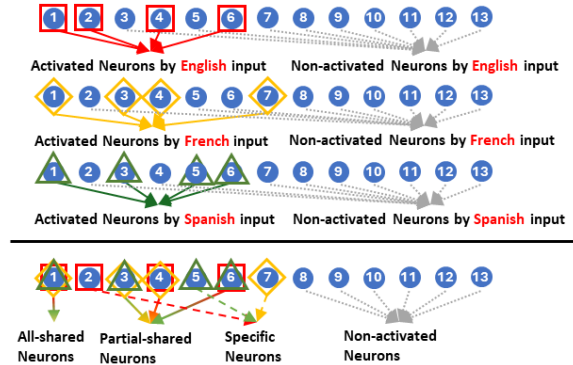 1 2 3 4 5 6 7 8 9 10 11 12 13
Activated Neurons by English input Non-activated Neurons by English input
1 2 3 4 5 6 7 8 9 10 11 12 13
Activated Neurons by French input Non-activated Neurons by French input
1 2 3 4 5 6 7 8 9 10 11 12 13
Activated Neurons by Spanish input Non-activated Neurons by Spanish input
1 2 3 4 5 6 7 8 9 10 11 12 13
All-shared Partial-shared Specific Non-activated
Neurons Neurons Neurons Neurons